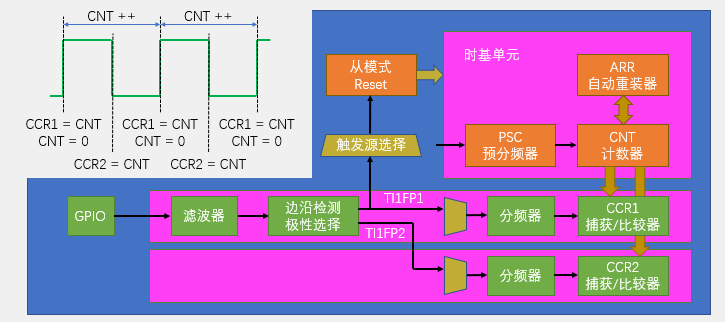 CNT ++ CNT ++
CCR1 = CNT CCR1 = CNT CCR1 = CNT
CNT = 0 CNT = 0 CNT = 0
CCR2 = CNT CCR2 = CNT
从模式
Reset
时基单元
ARR
自动重装器
触发源选择
PSC
预分频器
CNT
计数器
GPIO
滤波器
边沿检测
极性选择
TI1FP1
TI1FP2
分频器
CCR1
捕获/比较器
分频器
CCR2
捕获/比较器